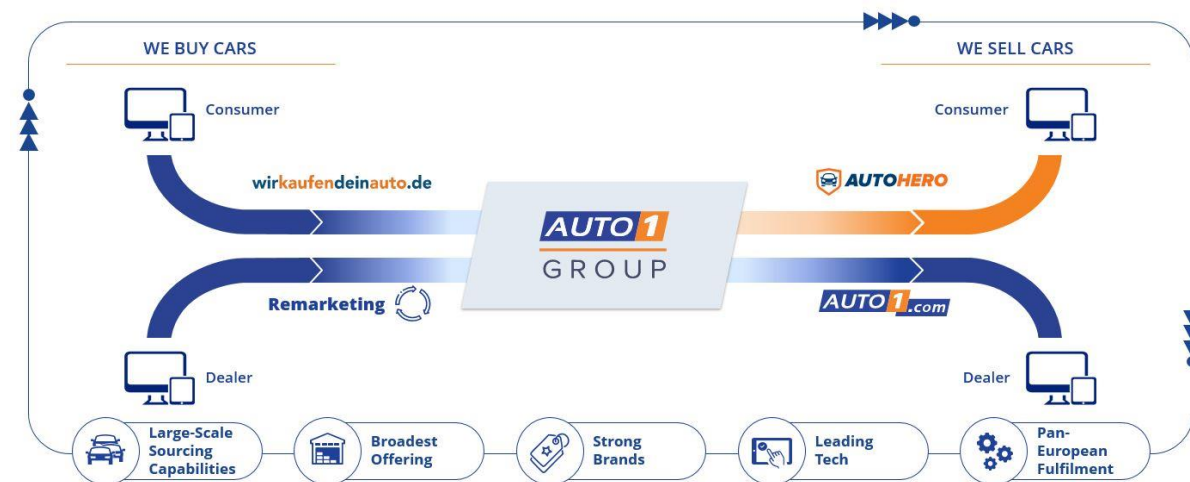 WE BUY CARS
WE SELL CARS
Consumer
Consumer
wirkaufendeinauto.de
AUTOHERO
AUTO1
GROUP
Remarketing
AUTO1.com
Dealer
Dealer
Large-Scale
Sourcing
Capabilities
Broadest
Offering
Strong
Brands
Leading
Tech
Pan-
European
Fulfilment